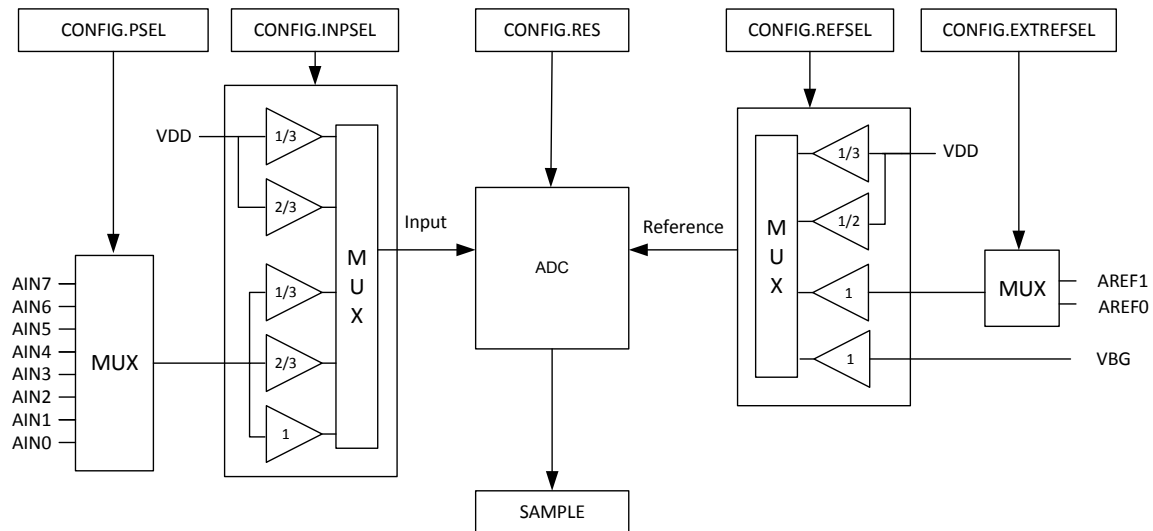 CONFIG.PSEL
CONFIG.INPSEL
CONFIG.RES
CONFIG.REFSEL
CONFIG.EXTREFSEL
VDD
1/3
2/3
1/3
2/3
1
M
U
X
Input
AIN7
AIN6
AIN5
AIN4
AIN3
AIN2
AIN1
AIN0
MUX
ADC
SAMPLE
Reference
M
U
X
1/3
1/2
1
1
VDD
MUX
AREF1
AREF0
VBG